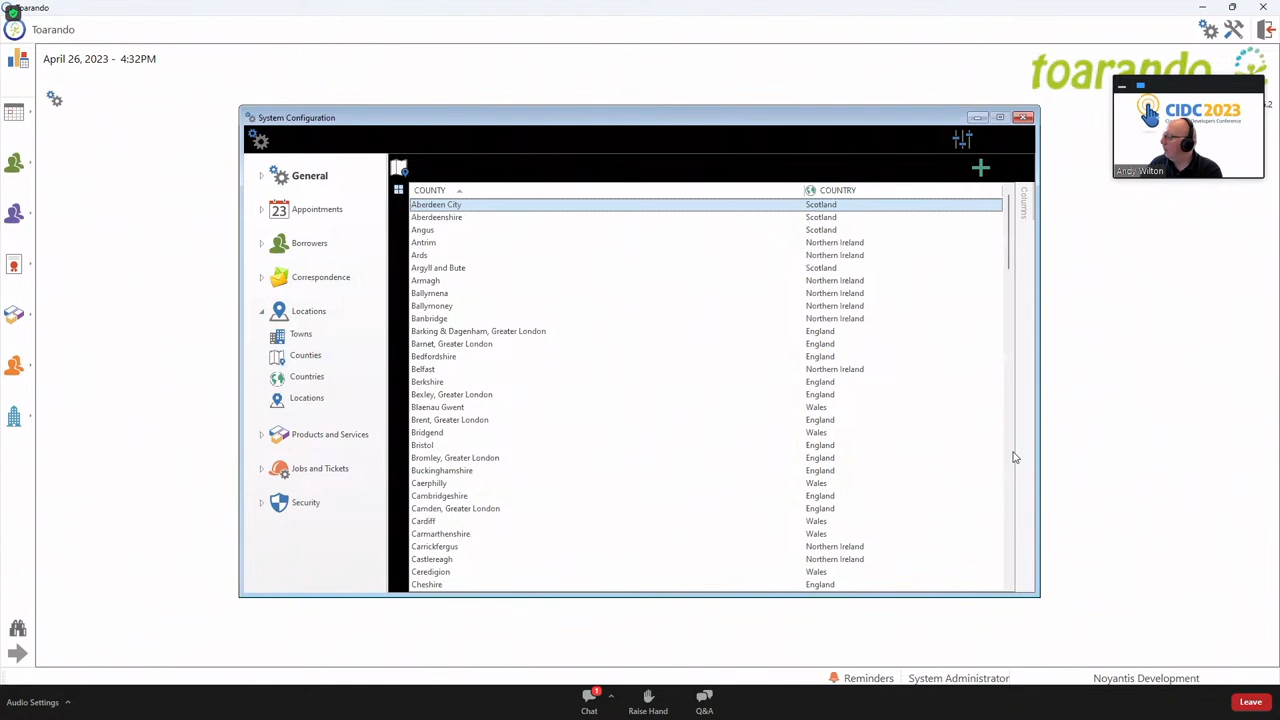 Toarando
Toarando
April 26, 2023 - 4:32PM
toarando
CIDC2023
Andy Wilton
System Configuration
General
Appointments
23
Borrowers
Correspondence
Locations
Towns
Counties
Countries
Locations
Products and Services
Jobs and Tickets
Security
COUNTY COUNTRY
Columns
Aberdeen City Scotland
Aberdeenshire Scotland
Angus Scotland
Antrim Northern Ireland
Ards Northern Ireland
Argyll and Bute Scotland
Armagh Northern Ireland
Ballymena Northern Ireland
Ballymoney Northern Ireland
Banbridge Northern Ireland
Barking & Dagenham, Greater London England
Barnet, Greater London England
Bedfordshire England
Belfast Northern Ireland
Berkshire England
Bexley, Greater London England
Blaenau Gwent Wales
Brent, Greater London England
Bridgend Wales
Bristol England
Bromley, Greater London England
Buckinghamshire England
Caerphilly Wales
Cambridgeshire England
Camden, Greater London England
Cardiff Wales
Carmarthenshire Wales
Carrickfergus Northern Ireland
Castlereagh Northern Ireland
Ceredigion Wales
Cheshire England
Reminders System Administrator Noyantis Development
Audio Settings
1
Chat Raise Hand Q&A
Leave